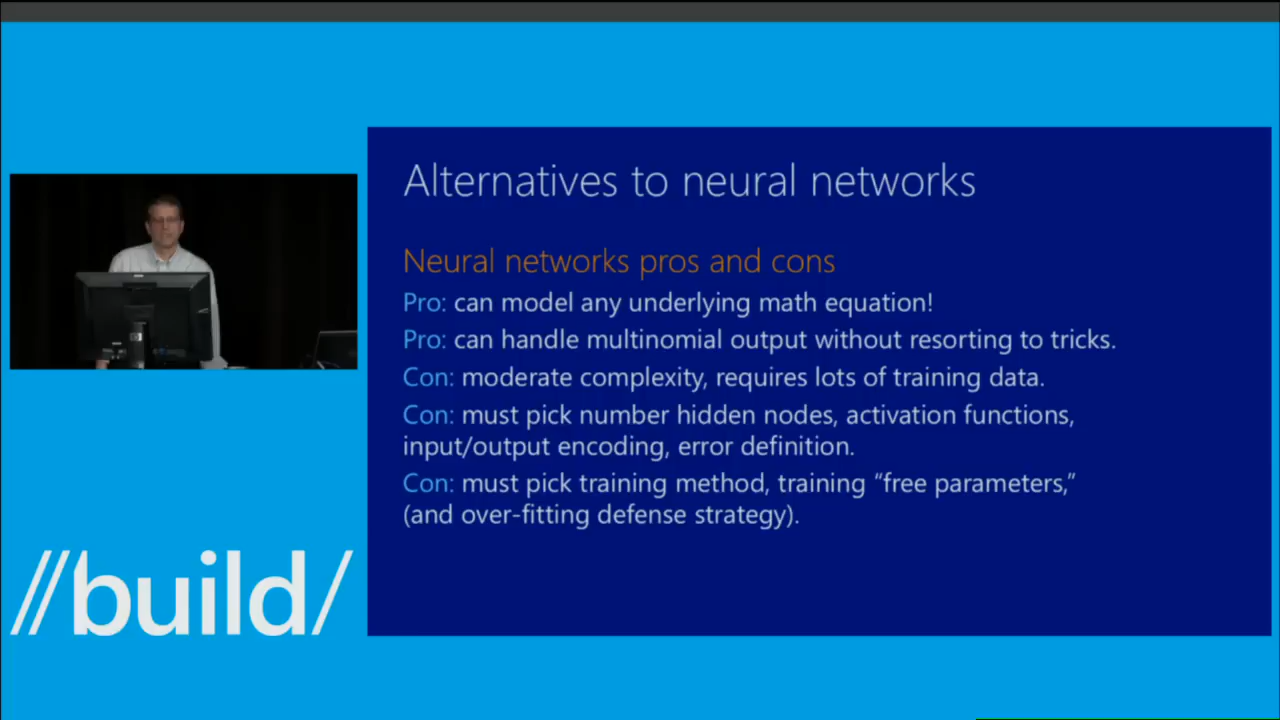 Alternatives to neural networks
Neural networks pros and cons
Pro: can model any underlying math equation!
Pro: can handle multinomial output without resorting to tricks.
Con: moderate complexity, requires lots of training data.
Con: must pick number hidden nodes, activation functions,
input/output encoding, error definition.
Con: must pick training method, training “free parameters,”
(and over-fitting defense strategy).
//build/